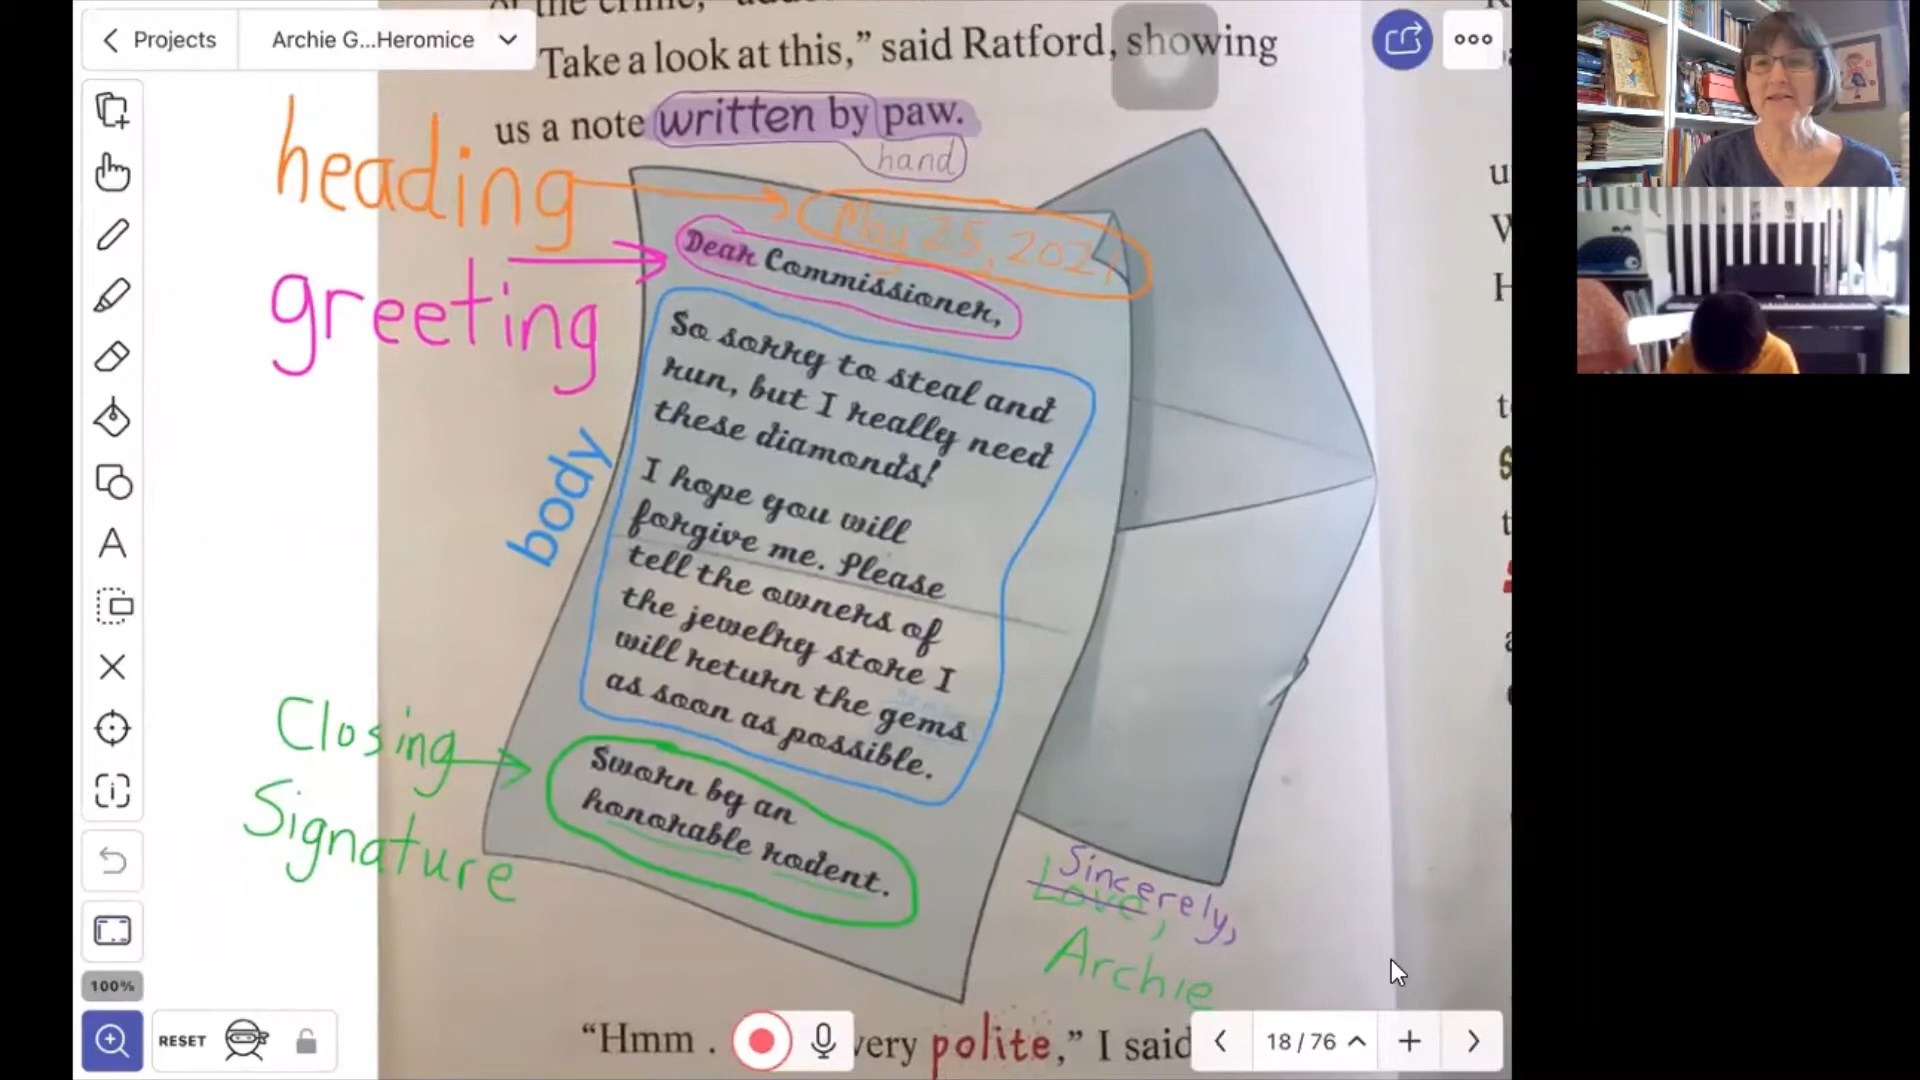 Projects
Archie G...Heromice
Take a look at this,” said Ratford, showing
us a note written by paw.
hand
heading
May 25, 2021
greeting
Dear Commissioner,
So sorry to steal and
run, but I really need
these diamonds!
body
I hope you will
forgive me. Please
tell the owners of
the jewelry store I
will return the gems
as soon as possible.
Closing
Signature
Sworn by an
honorable rodent.
Sincerely,
Love,
Archie
100%
RESET
“Hmm . very polite,” I said
18 / 76